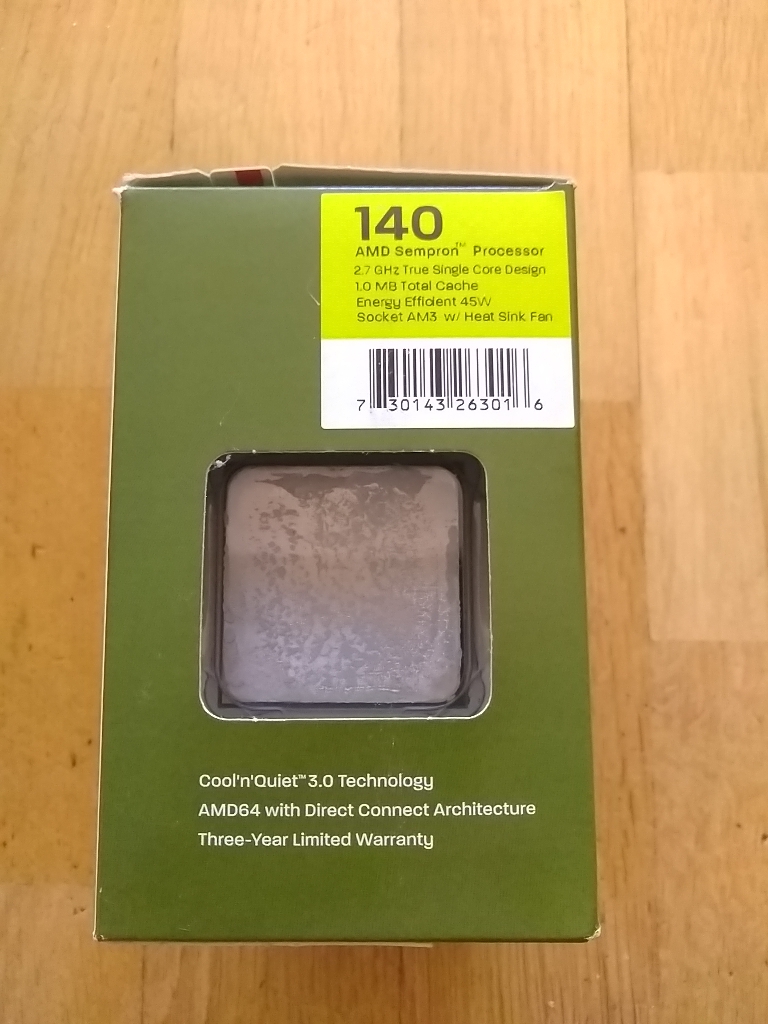 140
AMD Sempron™ Processor
2.7 GHz True Single Core Design
1.0 MB Total Cache
Energy Efficient 45W
Socket AM3 w/ Heat Sink Fan
7 30143 26301 6
Cool'n'Quiet™ 3.0 Technology
AMD64 with Direct Connect Architecture
Three-Year Limited Warranty